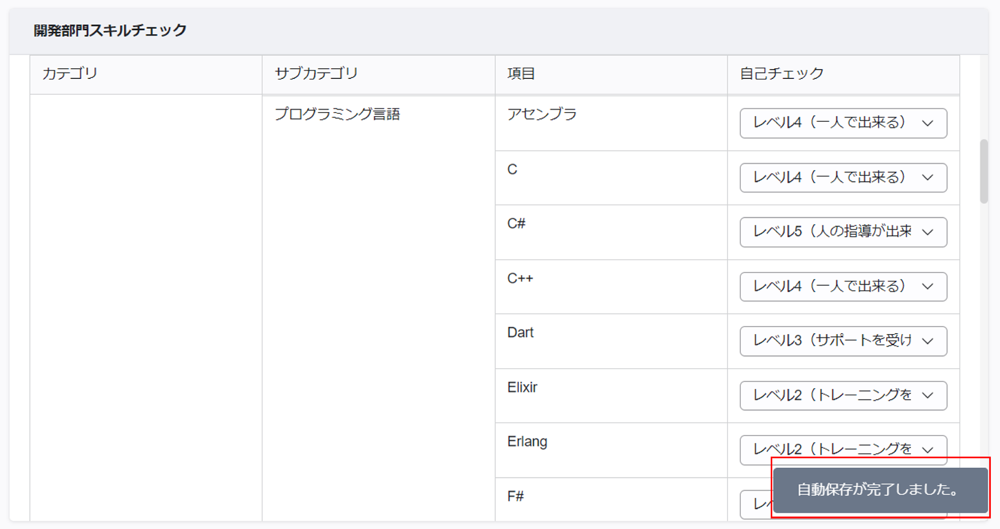 開発部門スキルチェック
カテゴリ サブカテゴリ 項目 自己チェック
プログラミング言語 アセンブラ レベル4（一人で出来る）
C レベル4（一人で出来る）
C# レベル5（人の指導が出来
C++ レベル4（一人で出来る）
Dart レベル3（サポートを受け
Elixir レベル2（トレーニングを
Erlang レベル2（トレーニングを
F# レベ
自動保存が完了しました。